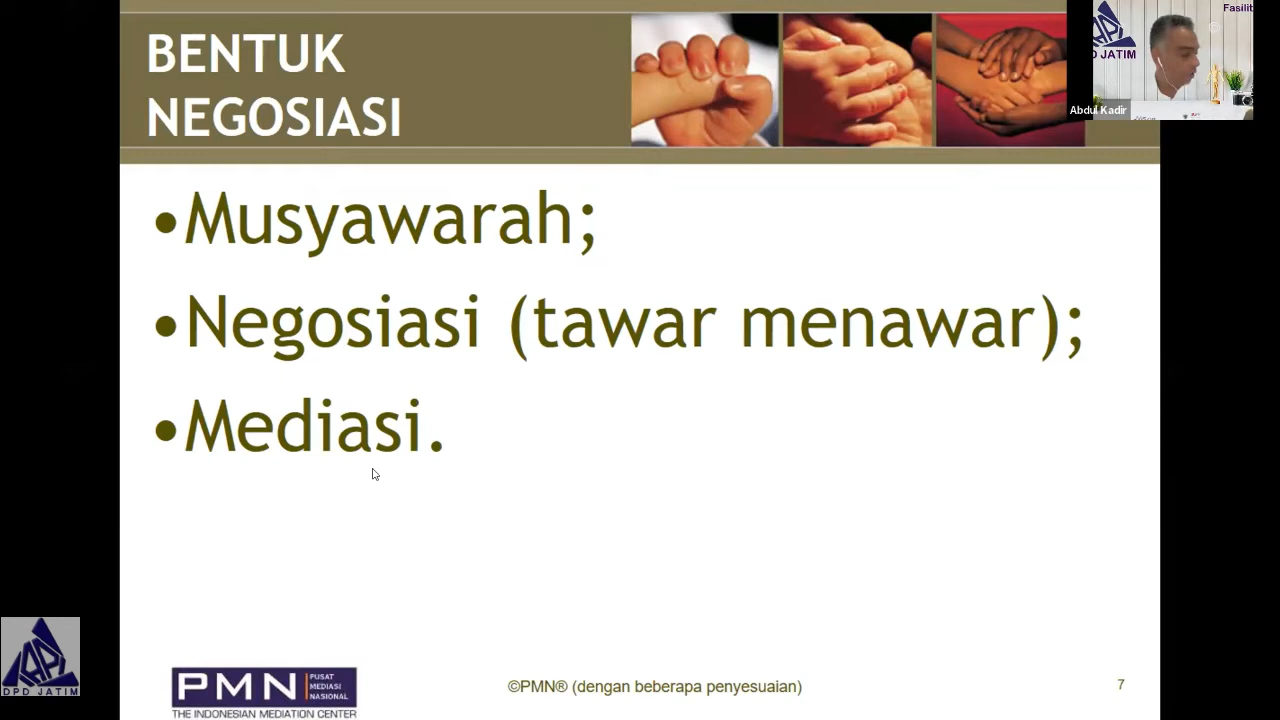 BENTUK
NEGOSIASI
Fasilit
DPD JATIM
Abdul Kadir
•Musyawarah;
•Negosiasi (tawar menawar);
•Mediasi.
DPD JATIM
PMN
PUSAT
MEDIASI
NASIONAL
THE INDONESIAN MEDIATION CENTER
©PMN® (dengan beberapa penyesuaian)
7